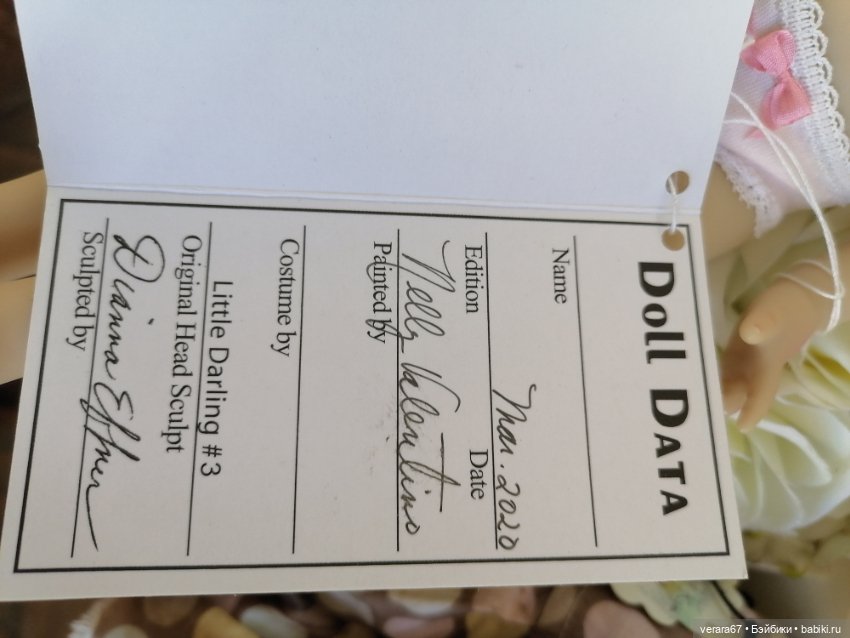 DOLL DATA
Name
Mar. 2020
Edition Date
Nelly Valentino
Painted by
Costume by
Little Darling #3
Original Head Sculpt
Dianna Effner
Sculpted by
verara67 • Бэйбики • babiki.ru